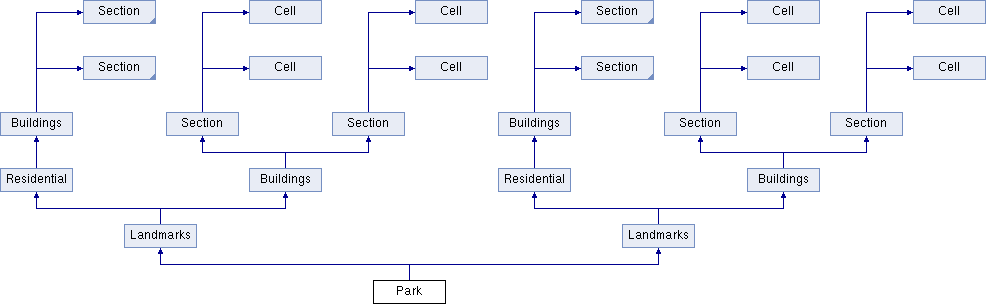 Section Cell Cell Section Cell Cell
Section Cell Cell Section Cell Cell
Buildings Section Section Buildings Section Section
Residential Buildings Residential Buildings
Landmarks Landmarks
Park